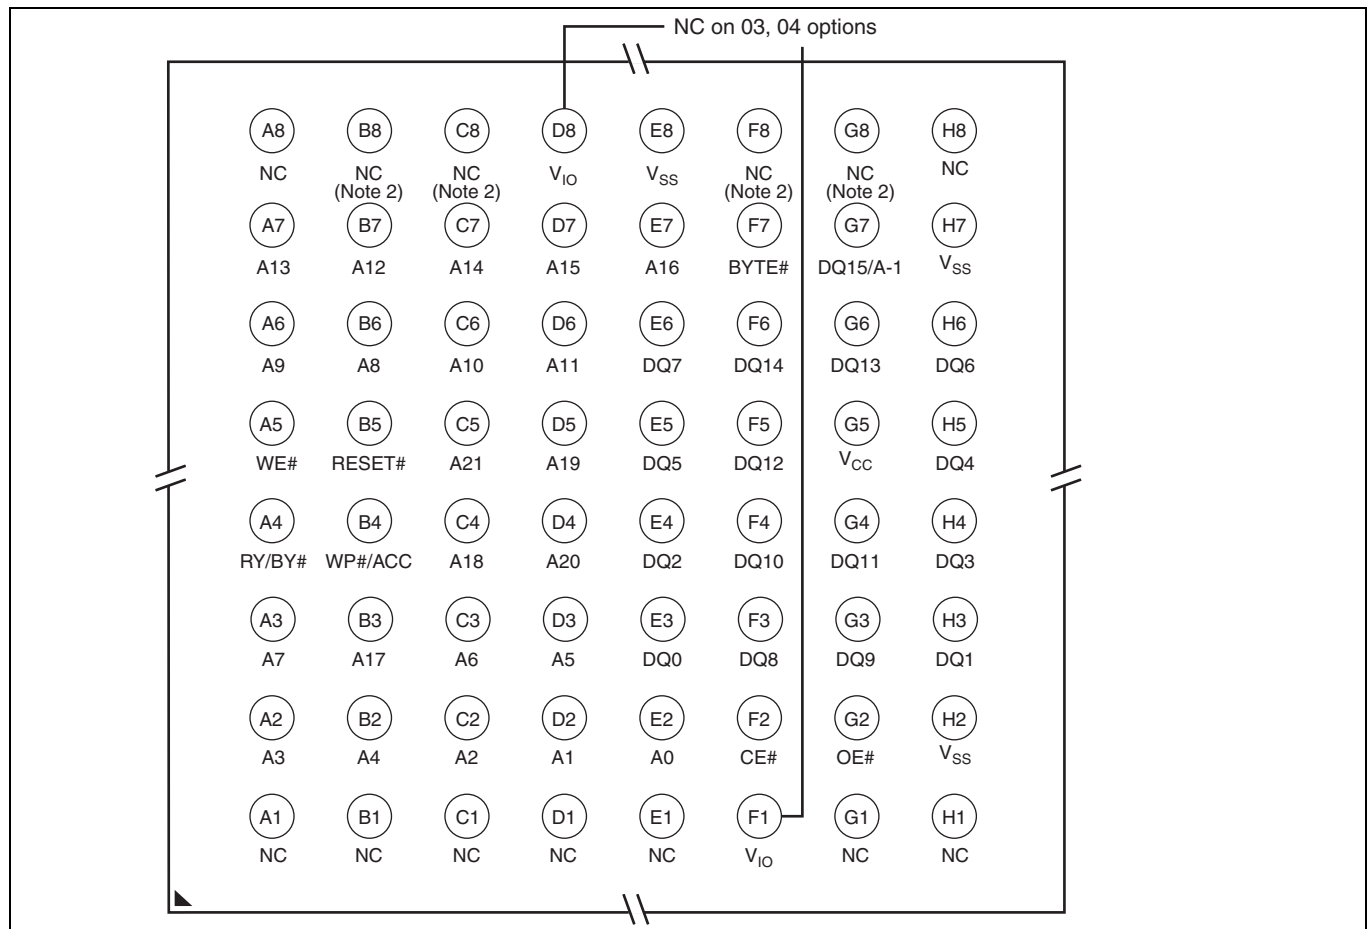 NC on 03, 04 options
A8 B8 C8 D8 E8 F8 G8 H8
NC NC NC VIO VSS NC NC NC
(Note 2) (Note 2) (Note 2) (Note 2)
A7 B7 C7 D7 E7 F7 G7 H7
A13 A12 A14 A15 A16 BYTE# DQ15/A-1 VSS
A6 B6 C6 D6 E6 F6 G6 H6
A9 A8 A10 A11 DQ7 DQ14 DQ13 DQ6
A5 B5 C5 D5 E5 F5 G5 H5
WE# RESET# A21 A19 DQ5 DQ12 VCC DQ4
A4 B4 C4 D4 E4 F4 G4 H4
RY/BY# WP#/ACC A18 A20 DQ2 DQ10 DQ11 DQ3
A3 B3 C3 D3 E3 F3 G3 H3
A7 A17 A6 A5 DQ0 DQ8 DQ9 DQ1
A2 B2 C2 D2 E2 F2 G2 H2
A3 A4 A2 A1 A0 CE# OE# VSS
A1 B1 C1 D1 E1 F1 G1 H1
NC NC NC NC NC VIO NC NC